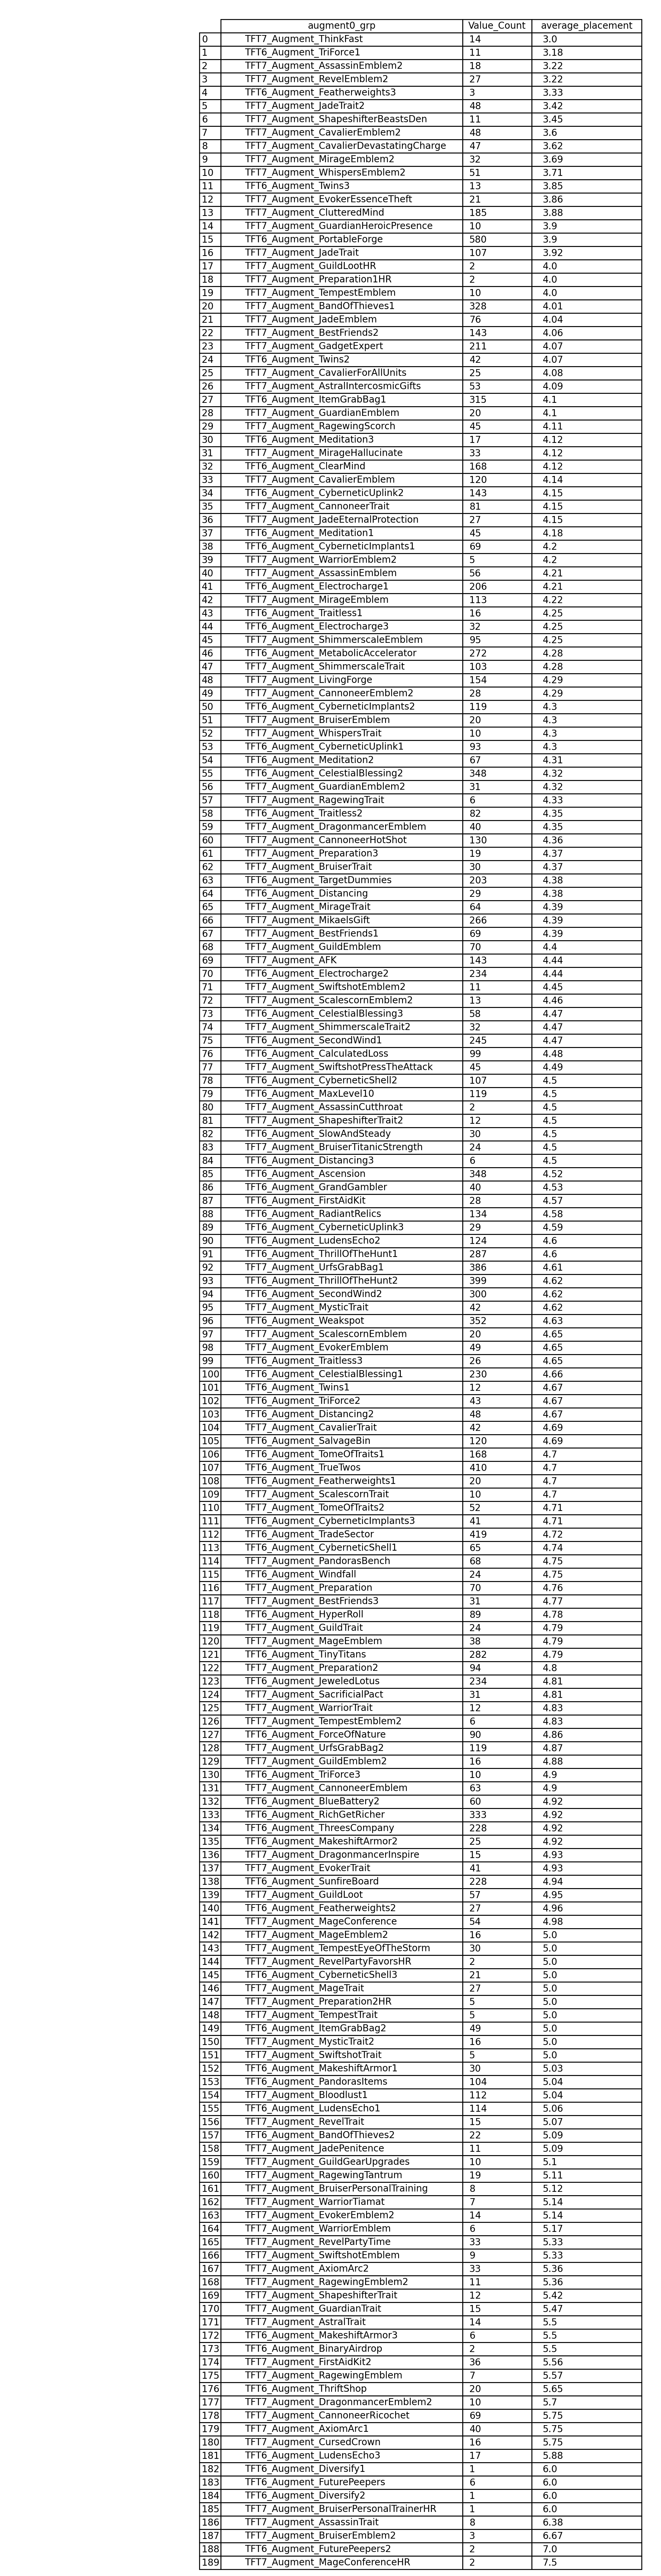 augment0_grp Value_Count average_placement
0 TFT7_Augment_ThinkFast 14 3.0
1 TFT6_Augment_TriForce1 11 3.18
2 TFT7_Augment_AssassinEmblem2 18 3.22
3 TFT7_Augment_RevelEmblem2 27 3.22
4 TFT6_Augment_Featherweights3 3 3.33
5 TFT7_Augment_JadeTrait2 48 3.42
6 TFT7_Augment_ShapeshifterBeastsDen 11 3.45
7 TFT7_Augment_CavalierEmblem2 48 3.6
8 TFT7_Augment_CavalierDevastatingCharge 47 3.62
9 TFT7_Augment_MirageEmblem2 32 3.69
10 TFT7_Augment_WhispersEmblem2 51 3.71
11 TFT6_Augment_Twins3 13 3.85
12 TFT7_Augment_EvokerEssenceTheft 21 3.86
13 TFT7_Augment_ClutteredMind 185 3.88
14 TFT7_Augment_GuardianHeroicPresence 10 3.9
15 TFT6_Augment_PortableForge 580 3.9
16 TFT7_Augment_JadeTrait 107 3.92
17 TFT7_Augment_GuildLootHR 2 4.0
18 TFT7_Augment_Preparation1HR 2 4.0
19 TFT7_Augment_TempestEmblem 10 4.0
20 TFT6_Augment_BandOfThieves1 328 4.01
21 TFT7_Augment_JadeEmblem 76 4.04
22 TFT7_Augment_BestFriends2 143 4.06
23 TFT7_Augment_GadgetExpert 211 4.07
24 TFT6_Augment_Twins2 42 4.07
25 TFT7_Augment_CavalierForAllUnits 25 4.08
26 TFT7_Augment_AstralIntercosmicGifts 53 4.09
27 TFT6_Augment_ItemGrabBag1 315 4.1
28 TFT7_Augment_GuardianEmblem 20 4.1
29 TFT7_Augment_RagewingScorch 45 4.11
30 TFT6_Augment_Meditation3 17 4.12
31 TFT7_Augment_MirageHallucinate 33 4.12
32 TFT6_Augment_ClearMind 168 4.12
33 TFT7_Augment_CavalierEmblem 120 4.14
34 TFT6_Augment_CyberneticUplink2 143 4.15
35 TFT7_Augment_CannoneerTrait 81 4.15
36 TFT7_Augment_JadeEternalProtection 27 4.15
37 TFT6_Augment_Meditation1 45 4.18
38 TFT6_Augment_CyberneticImplants1 69 4.2
39 TFT7_Augment_WarriorEmblem2 5 4.2
40 TFT7_Augment_AssassinEmblem 56 4.21
41 TFT6_Augment_Electrocharge1 206 4.21
42 TFT7_Augment_MirageEmblem 113 4.22
43 TFT6_Augment_Traitless1 16 4.25
44 TFT6_Augment_Electrocharge3 32 4.25
45 TFT7_Augment_ShimmerscaleEmblem 95 4.25
46 TFT6_Augment_MetabolicAccelerator 272 4.28
47 TFT7_Augment_ShimmerscaleTrait 103 4.28
48 TFT7_Augment_LivingForge 154 4.29
49 TFT7_Augment_CannoneerEmblem2 28 4.29
50 TFT6_Augment_CyberneticImplants2 119 4.3
51 TFT7_Augment_BruiserEmblem 20 4.3
52 TFT7_Augment_WhispersTrait 10 4.3
53 TFT6_Augment_CyberneticUplink1 93 4.3
54 TFT6_Augment_Meditation2 67 4.31
55 TFT6_Augment_CelestialBlessing2 348 4.32
56 TFT7_Augment_GuardianEmblem2 31 4.32
57 TFT7_Augment_RagewingTrait 6 4.33
58 TFT6_Augment_Traitless2 82 4.35
59 TFT7_Augment_DragonmancerEmblem 40 4.35
60 TFT7_Augment_CannoneerHotShot 130 4.36
61 TFT7_Augment_Preparation3 19 4.37
62 TFT7_Augment_BruiserTrait 30 4.37
63 TFT6_Augment_TargetDummies 203 4.38
64 TFT6_Augment_Distancing 29 4.38
65 TFT7_Augment_MirageTrait 64 4.39
66 TFT7_Augment_MikaelsGift 266 4.39
67 TFT7_Augment_BestFriends1 69 4.39
68 TFT7_Augment_GuildEmblem 70 4.4
69 TFT7_Augment_AFK 143 4.44
70 TFT6_Augment_Electrocharge2 234 4.44
71 TFT7_Augment_SwiftshotEmblem2 11 4.45
72 TFT7_Augment_ScalescornEmblem2 13 4.46
73 TFT6_Augment_CelestialBlessing3 58 4.47
74 TFT7_Augment_ShimmerscaleTrait2 32 4.47
75 TFT6_Augment_SecondWind1 245 4.47
76 TFT6_Augment_CalculatedLoss 99 4.48
77 TFT7_Augment_SwiftshotPressTheAttack 45 4.49
78 TFT6_Augment_CyberneticShell2 107 4.5
79 TFT6_Augment_MaxLevel10 119 4.5
80 TFT7_Augment_AssassinCutthroat 2 4.5
81 TFT7_Augment_ShapeshifterTrait2 12 4.5
82 TFT6_Augment_SlowAndSteady 30 4.5
83 TFT7_Augment_BruiserTitanicStrength 24 4.5
84 TFT6_Augment_Distancing3 6 4.5
85 TFT6_Augment_Ascension 348 4.52
86 TFT6_Augment_GrandGambler 40 4.53
87 TFT6_Augment_FirstAidKit 28 4.57
88 TFT6_Augment_RadiantRelics 134 4.58
89 TFT6_Augment_CyberneticUplink3 29 4.59
90 TFT6_Augment_LudensEcho2 124 4.6
91 TFT6_Augment_ThrillOfTheHunt1 287 4.6
92 TFT7_Augment_UrfsGrabBag1 386 4.61
93 TFT6_Augment_ThrillOfTheHunt2 399 4.62
94 TFT6_Augment_SecondWind2 300 4.62
95 TFT7_Augment_MysticTrait 42 4.62
96 TFT6_Augment_Weakspot 352 4.63
97 TFT7_Augment_ScalescornEmblem 20 4.65
98 TFT7_Augment_EvokerEmblem 49 4.65
99 TFT6_Augment_Traitless3 26 4.65
100 TFT6_Augment_CelestialBlessing1 230 4.66
101 TFT6_Augment_Twins1 12 4.67
102 TFT6_Augment_TriForce2 43 4.67
103 TFT6_Augment_Distancing2 48 4.67
104 TFT7_Augment_CavalierTrait 42 4.69
105 TFT6_Augment_SalvageBin 120 4.69
106 TFT6_Augment_TomeOfTraits1 168 4.7
107 TFT6_Augment_TrueTwos 410 4.7
108 TFT6_Augment_Featherweights1 20 4.7
109 TFT7_Augment_ScalescornTrait 10 4.7
110 TFT7_Augment_TomeOfTraits2 52 4.71
111 TFT6_Augment_CyberneticImplants3 41 4.71
112 TFT6_Augment_TradeSector 419 4.72
113 TFT6_Augment_CyberneticShell1 65 4.74
114 TFT7_Augment_PandorasBench 68 4.75
115 TFT6_Augment_Windfall 24 4.75
116 TFT7_Augment_Preparation 70 4.76
117 TFT7_Augment_BestFriends3 31 4.77
118 TFT6_Augment_HyperRoll 89 4.78
119 TFT7_Augment_GuildTrait 24 4.79
120 TFT7_Augment_MageEmblem 38 4.79
121 TFT6_Augment_TinyTitans 282 4.79
122 TFT7_Augment_Preparation2 94 4.8
123 TFT6_Augment_JeweledLotus 234 4.81
124 TFT7_Augment_SacrificialPact 31 4.81
125 TFT7_Augment_WarriorTrait 12 4.83
126 TFT7_Augment_TempestEmblem2 6 4.83
127 TFT6_Augment_ForceOfNature 90 4.86
128 TFT7_Augment_UrfsGrabBag2 119 4.87
129 TFT7_Augment_GuildEmblem2 16 4.88
130 TFT6_Augment_TriForce3 10 4.9
131 TFT7_Augment_CannoneerEmblem 63 4.9
132 TFT6_Augment_BlueBattery2 60 4.92
133 TFT6_Augment_RichGetRicher 333 4.92
134 TFT6_Augment_ThreesCompany 228 4.92
135 TFT6_Augment_MakeshiftArmor2 25 4.92
136 TFT7_Augment_DragonmancerInspire 15 4.93
137 TFT7_Augment_EvokerTrait 41 4.93
138 TFT6_Augment_SunfireBoard 228 4.94
139 TFT7_Augment_GuildLoot 57 4.95
140 TFT6_Augment_Featherweights2 27 4.96
141 TFT7_Augment_MageConference 54 4.98
142 TFT7_Augment_MageEmblem2 16 5.0
143 TFT7_Augment_TempestEyeOfTheStorm 30 5.0
144 TFT7_Augment_RevelPartyFavorsHR 2 5.0
145 TFT6_Augment_CyberneticShell3 21 5.0
146 TFT7_Augment_MageTrait 27 5.0
147 TFT7_Augment_Preparation2HR 5 5.0
148 TFT7_Augment_TempestTrait 5 5.0
149 TFT6_Augment_ItemGrabBag2 49 5.0
150 TFT7_Augment_MysticTrait2 16 5.0
151 TFT7_Augment_SwiftshotTrait 5 5.0
152 TFT6_Augment_MakeshiftArmor1 30 5.03
153 TFT6_Augment_PandorasItems 104 5.04
154 TFT7_Augment_Bloodlust1 112 5.04
155 TFT6_Augment_LudensEcho1 114 5.06
156 TFT7_Augment_RevelTrait 15 5.07
157 TFT6_Augment_BandOfThieves2 22 5.09
158 TFT7_Augment_JadePenitence 11 5.09
159 TFT7_Augment_GuildGearUpgrades 10 5.1
160 TFT7_Augment_RagewingTantrum 19 5.11
161 TFT7_Augment_BruiserPersonalTraining 8 5.12
162 TFT7_Augment_WarriorTiamat 7 5.14
163 TFT7_Augment_EvokerEmblem2 14 5.14
164 TFT7_Augment_WarriorEmblem 6 5.17
165 TFT7_Augment_RevelPartyTime 33 5.33
166 TFT7_Augment_SwiftshotEmblem 9 5.33
167 TFT7_Augment_AxiomArc2 33 5.36
168 TFT7_Augment_RagewingEmblem2 11 5.36
169 TFT7_Augment_ShapeshifterTrait 12 5.42
170 TFT7_Augment_GuardianTrait 15 5.47
171 TFT7_Augment_AstralTrait 14 5.5
172 TFT6_Augment_MakeshiftArmor3 6 5.5
173 TFT6_Augment_BinaryAirdrop 2 5.5
174 TFT7_Augment_FirstAidKit2 36 5.56
175 TFT7_Augment_RagewingEmblem 7 5.57
176 TFT6_Augment_ThriftShop 20 5.65
177 TFT7_Augment_DragonmancerEmblem2 10 5.7
178 TFT7_Augment_CannoneerRicochet 69 5.75
179 TFT7_Augment_AxiomArc1 40 5.75
180 TFT7_Augment_CursedCrown 16 5.75
181 TFT6_Augment_LudensEcho3 17 5.88
182 TFT6_Augment_Diversify1 1 6.0
183 TFT6_Augment_FuturePeepers 6 6.0
184 TFT6_Augment_Diversify2 1 6.0
185 TFT7_Augment_BruiserPersonalTrainerHR 1 6.0
186 TFT7_Augment_AssassinTrait 8 6.38
187 TFT7_Augment_BruiserEmblem2 3 6.67
188 TFT6_Augment_FuturePeepers2 2 7.0
189 TFT7_Augment_MageConferenceHR 2 7.5